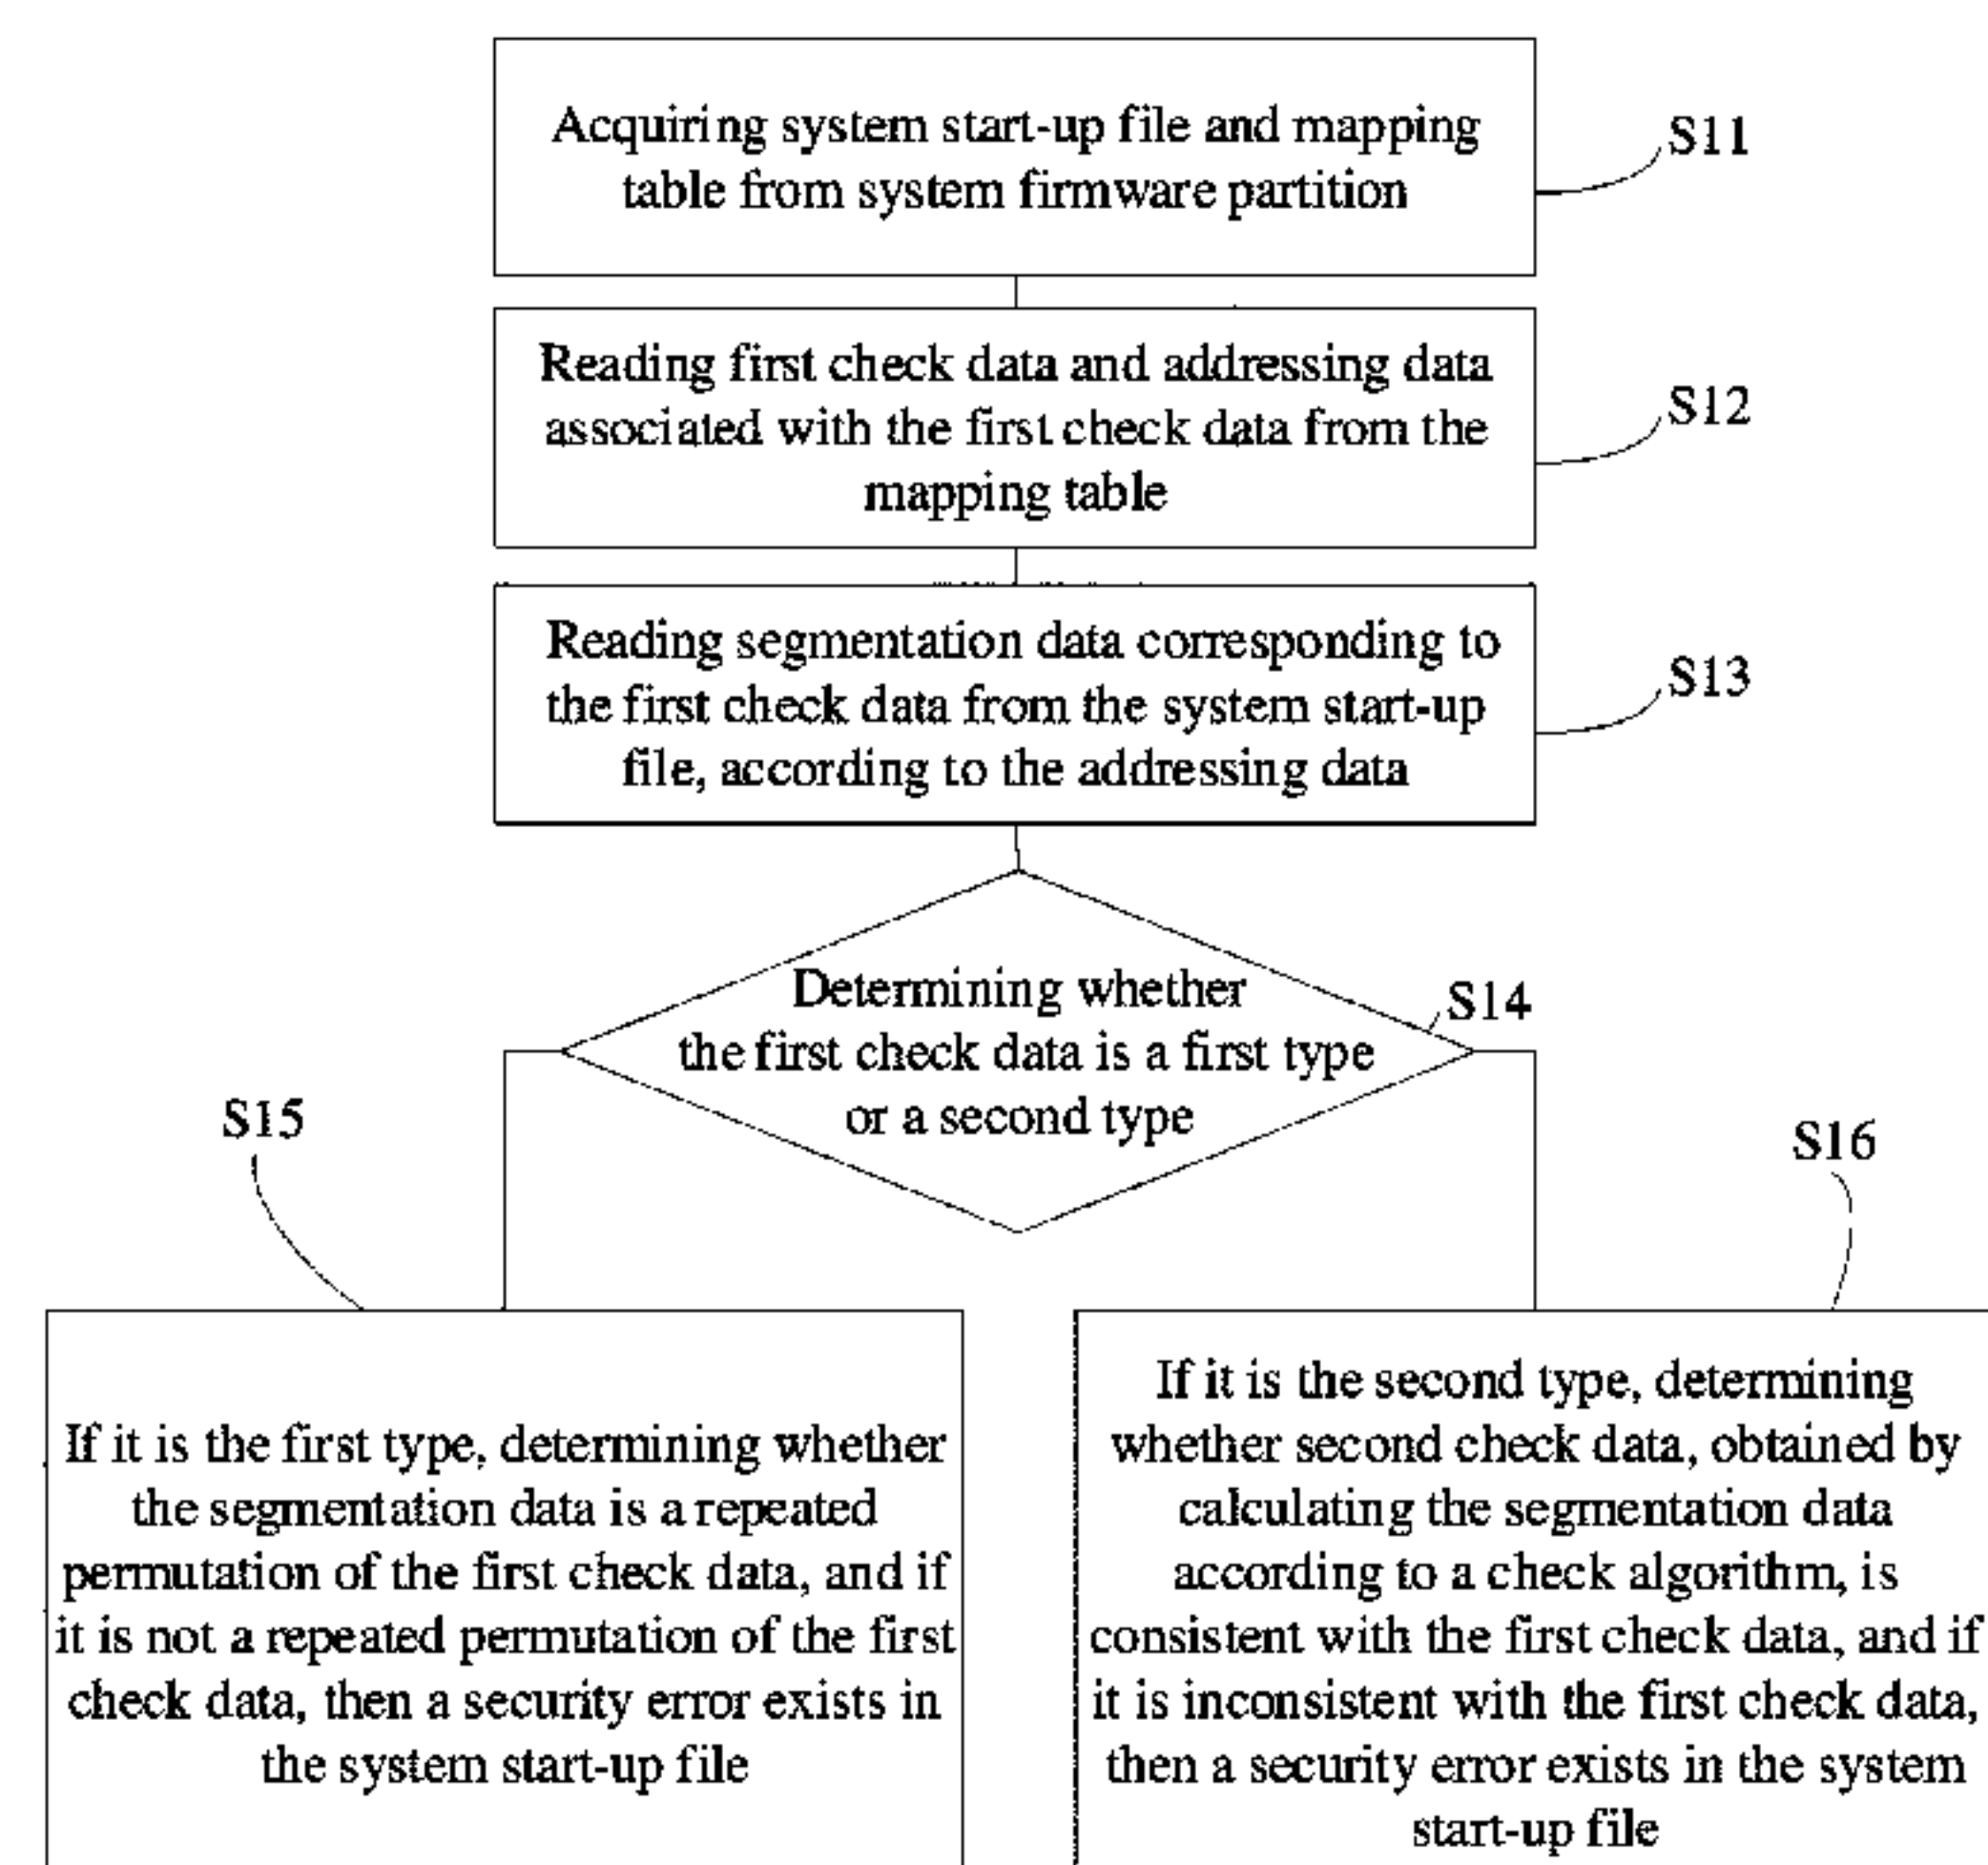 Acquiring system start-up file and mapping
table from system firmware partition
S11
Reading first check data and addressing data
associated with the first check data from the
mapping table
S12
Reading segmentation data corresponding to
the first check data from the system start-up
file, according to the addressing data
S13
Determining whether
the first check data is a first type
or a second type
S14
S15
If it is the first type, determining whether
the segmentation data is a repeated
permutation of the first check data, and if
it is not a repeated permutation of the first
check data, then a security error exists in
the system start-up file
S16
If it is the second type, determining
whether second check data, obtained by
calculating the segmentation data
according to a check algorithm, is
consistent with the first check data, and if
it is inconsistent with the first check data,
then a security error exists in the system
start-up file